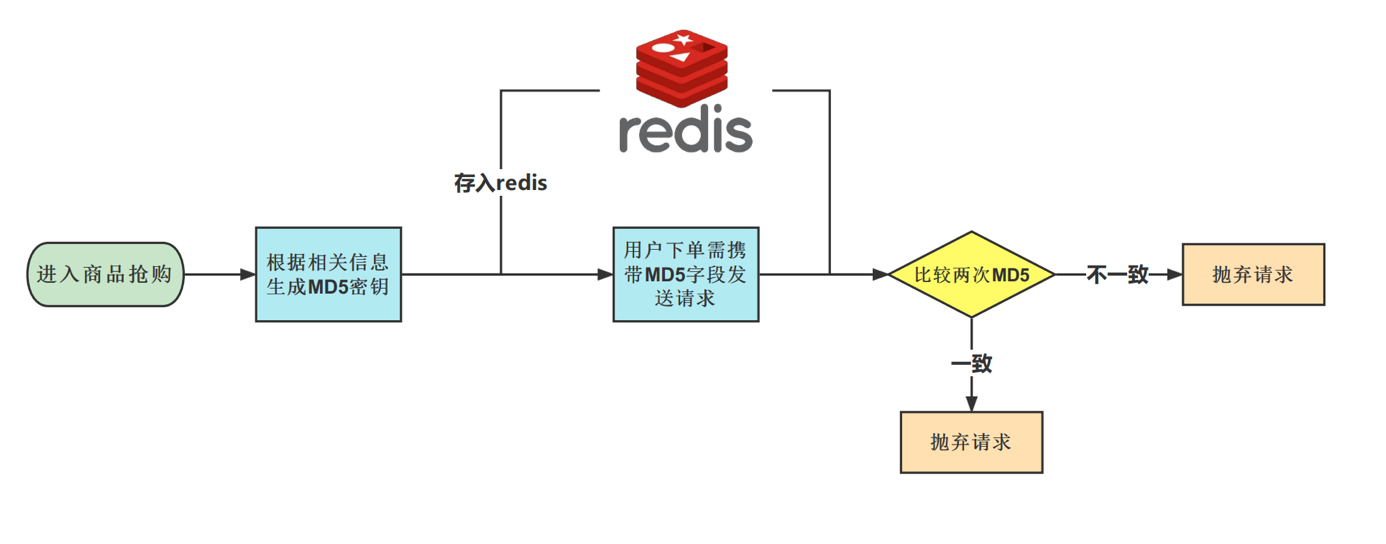 redis
存入redis
进入商品抢购
根据相关信息
生成MD5密钥
用户下单需携
带MD5字段发
送请求
比较两次MD5
不一致
抛弃请求
一致
抛弃请求